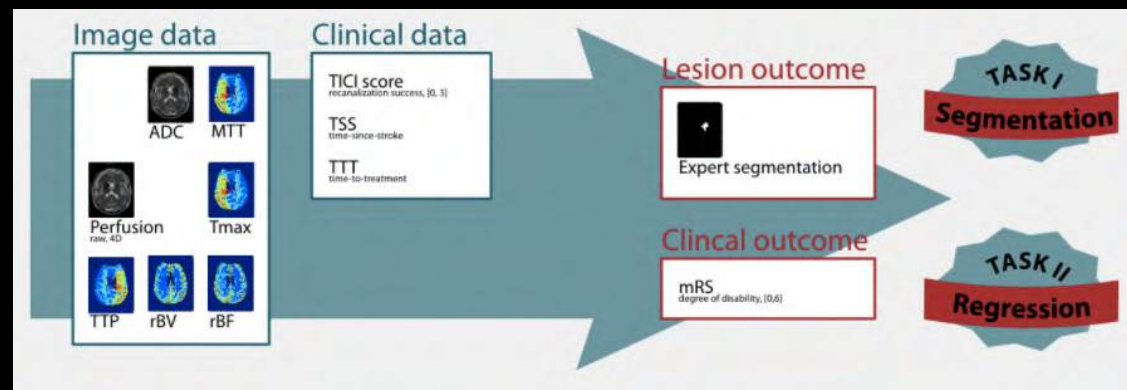 Image data
ADC
MTT
Perfusion
raw, 4D
Tmax
TTP
rBV
rBF
Clinical data
TICI score
recanalization success, [0, 3]
TSS
time-since-stroke
TTT
time-to-treatment
Lesion outcome
Expert segmentation
Clincal outcome
mRS
degree of disability, [0,6]
TASK I
Segmentation
TASK II
Regression